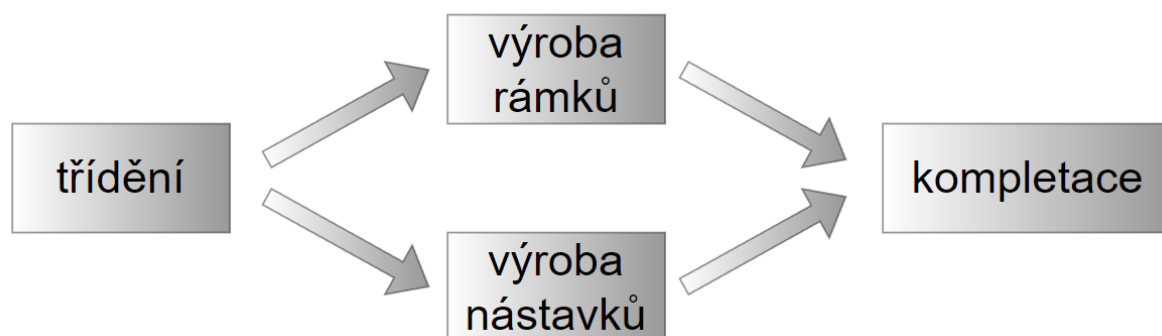 třídění
výroba
rámků
výroba
nástavků
kompletace